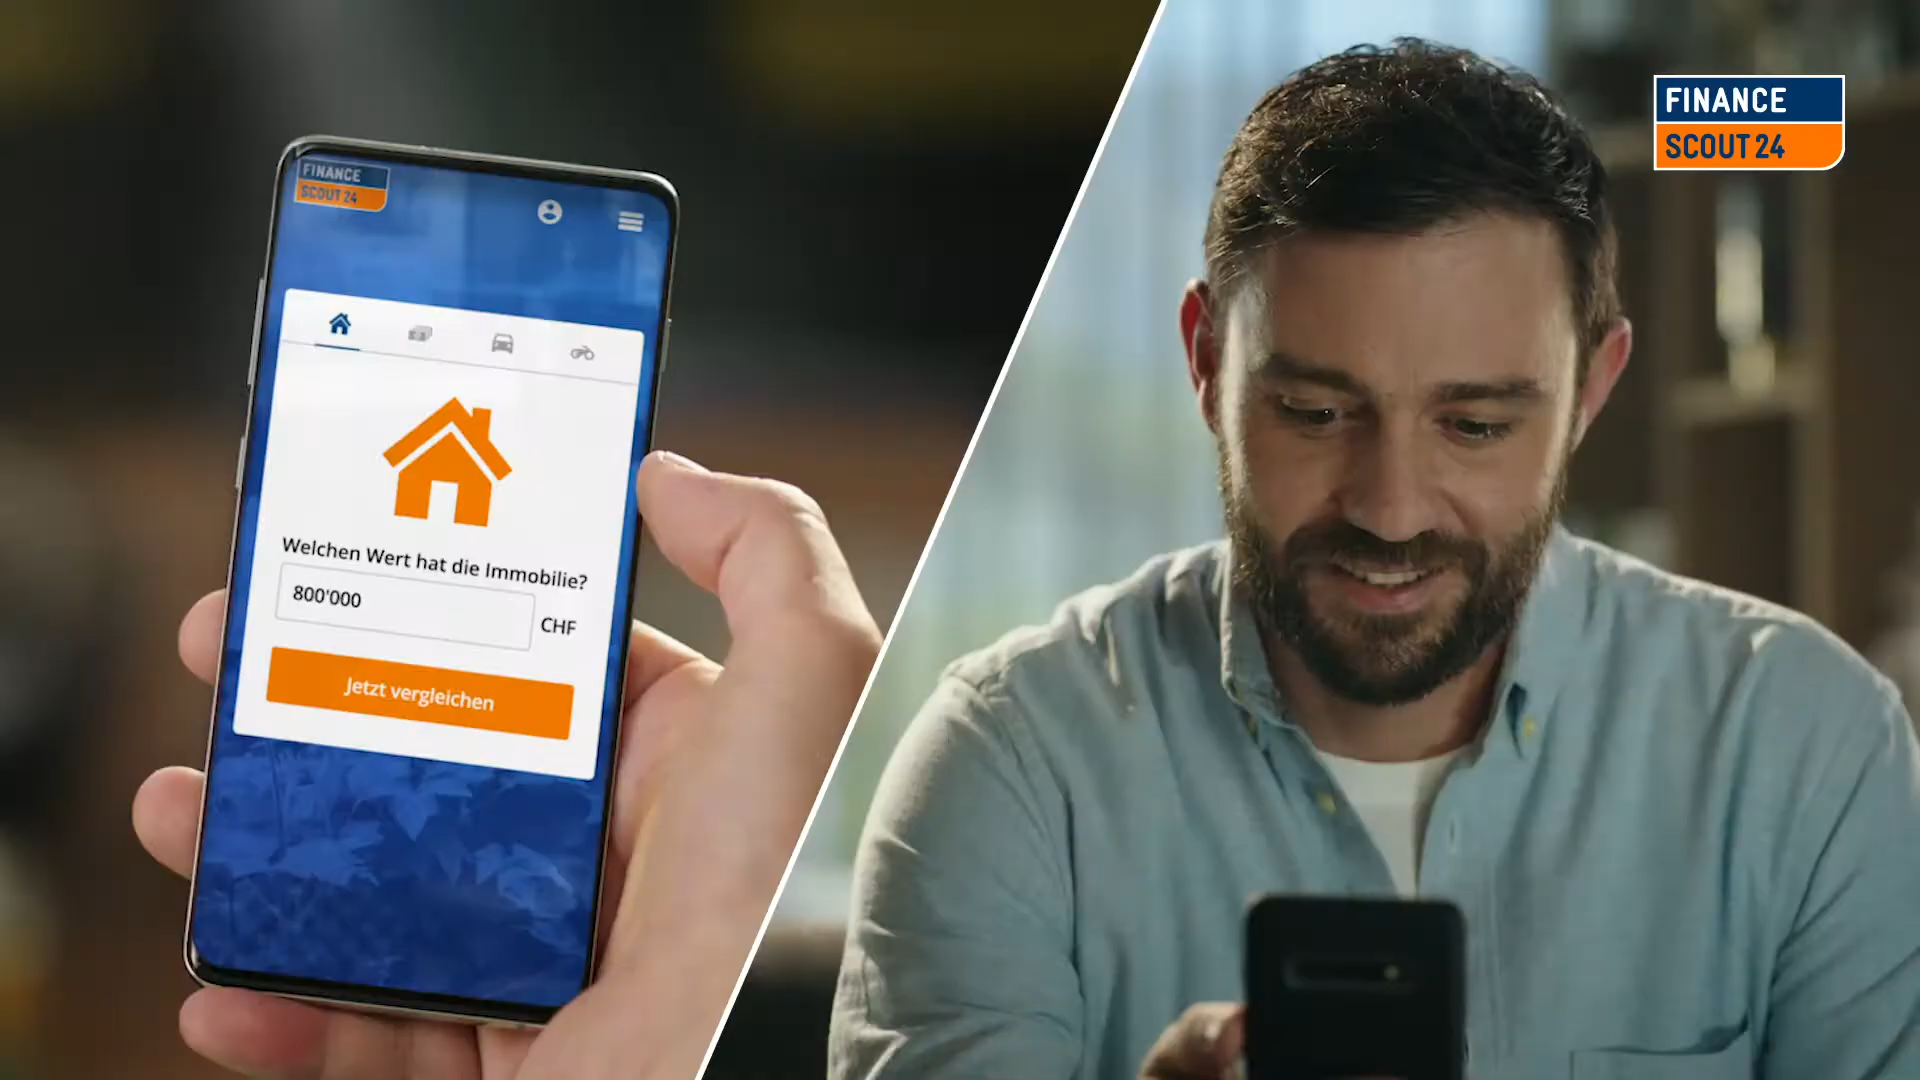 FINANCE
SCOUT 24
Welchen Wert hat die Immobilie?
800'000
CHF
Jetzt vergleichen
FINANCE
SCOUT 24